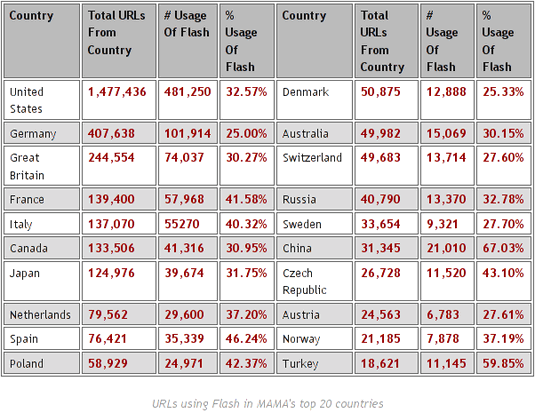 Country Total URLs From Country # Usage Of Flash % Usage Of Flash Country Total URLs From Country # Usage Of Flash % Usage Of Flash
United States 1,477,436 481,250 32.57% Denmark 50,875 12,888 25.33%
Germany 407,638 101,914 25.00% Australia 49,982 15,069 30.15%
Great Britain 244,554 74,037 30.27% Switzerland 49,683 13,714 27.60%
France 139,400 57,968 41.58% Russia 40,790 13,370 32.78%
Italy 137,070 55270 40.32% Sweden 33,654 9,321 27.70%
Canada 133,506 41,316 30.95% China 31,345 21,010 67.03%
Japan 124,976 39,674 31.75% Czech Republic 26,728 11,520 43.10%
Netherlands 79,562 29,600 37.20% Austria 24,563 6,783 27.61%
Spain 76,421 35,339 46.24% Norway 21,185 7,878 37.19%
Poland 58,929 24,971 42.37% Turkey 18,621 11,145 59.85%
URLs using Flash in MAMA's top 20 countries